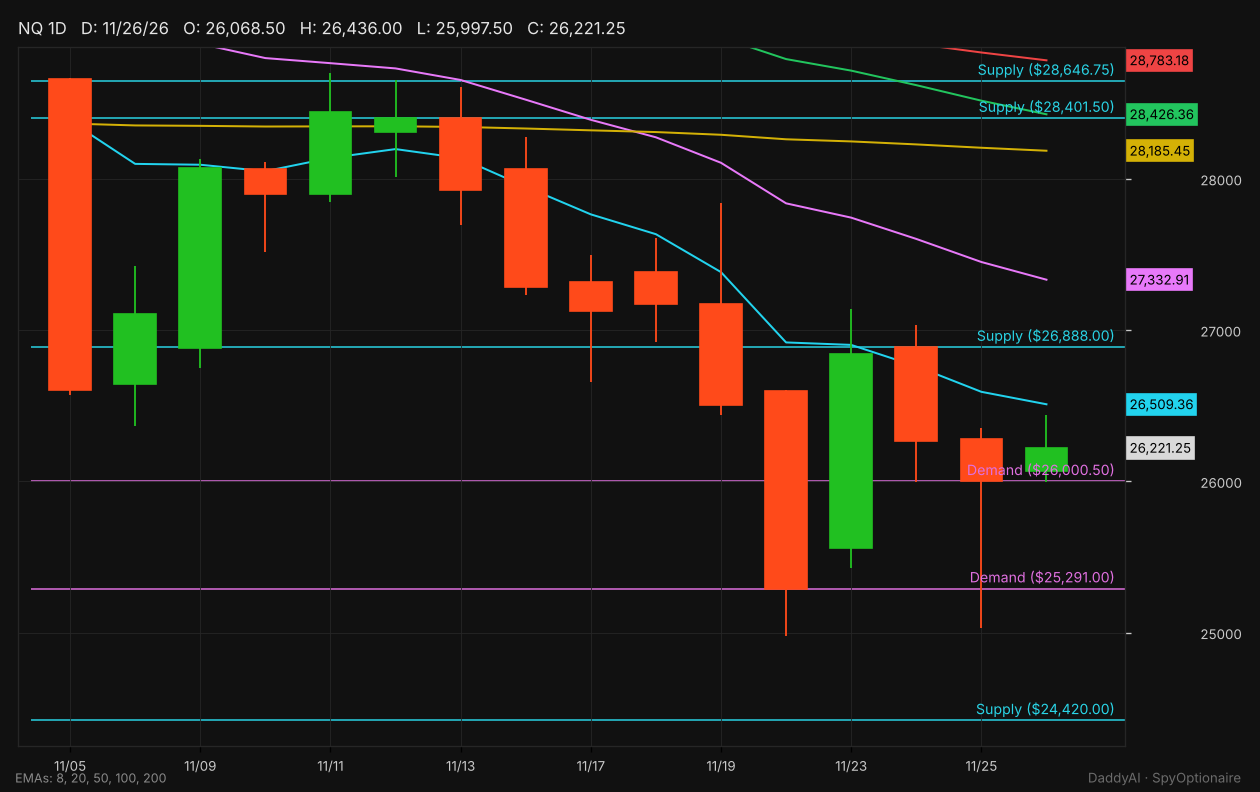 NQ 1D D: 11/26/26 O: 26,068.50 H: 26,436.00 L: 25,997.50 C: 26,221.25
28,783.18
Supply ($28,646.75)
Supply ($28,401.50)
28,426.36
28,185.45
28000
27,332.91
Supply ($26,888.00)
27000
26,509.36
26,221.25
Demand ($26,000.50)
26000
Demand ($25,291.00)
25000
Supply ($24,420.00)
11/05 11/09 11/11 11/13 11/17 11/19 11/23 11/25
EMAs: 8, 20, 50, 100, 200
DaddyAI · SpyOptionaire